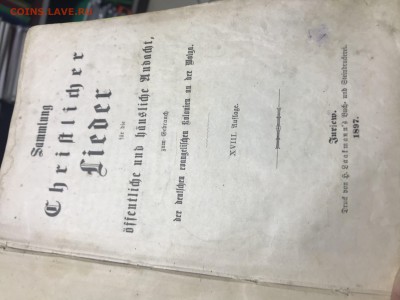 COINS.LAVE.RU
Sammlung
Christlicher
Lieder
für die
öffentliche und häusliche Andacht,
zum Gebrauch
der deutschen evangelischen Kolonien an der Wolga.
XVIII. Auflage.
Jurjew.
Druck von H. Laakmann's Buch- und Steindruckerei.
1897.